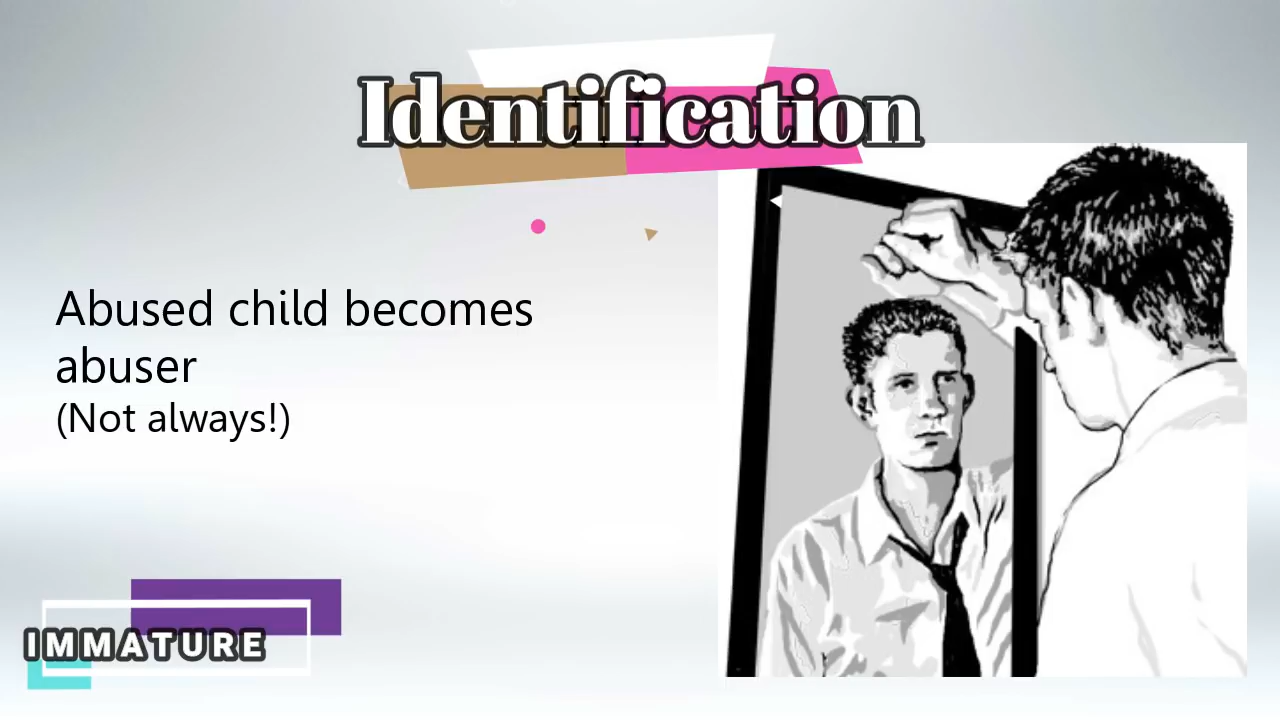 Identification
Abused child becomes
abuser
(Not always!)
IMMATURE